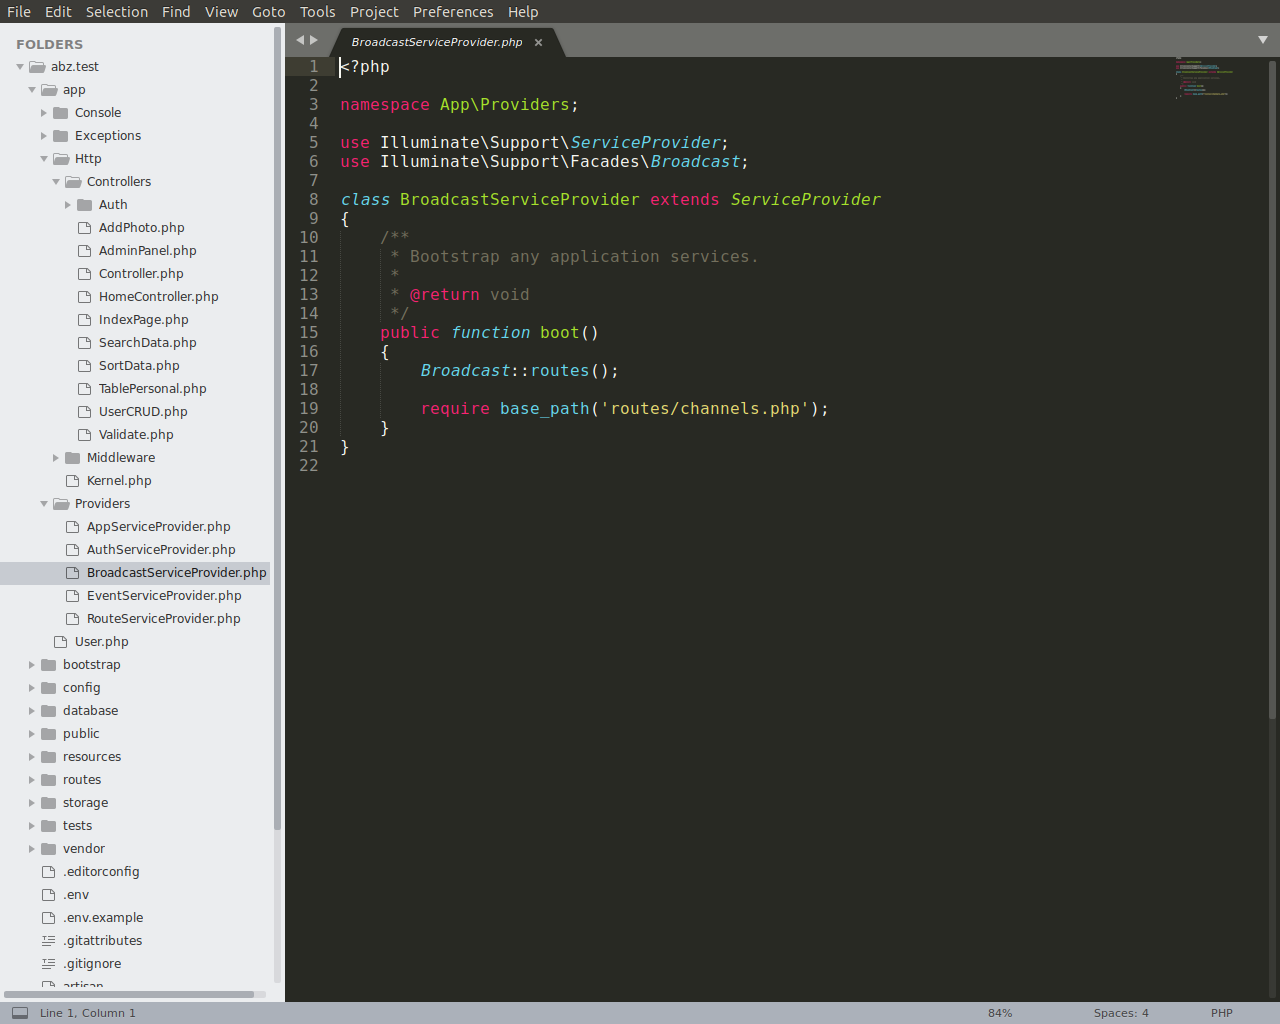 File Edit Selection Find View Goto Tools Project Preferences Help
FOLDERS
abz.test
app
Console
Exceptions
Http
Controllers
Auth
AddPhoto.php
AdminPanel.php
Controller.php
HomeController.php
IndexPage.php
SearchData.php
SortData.php
TablePersonal.php
UserCRUD.php
Validate.php
Middleware
Kernel.php
Providers
AppServiceProvider.php
AuthServiceProvider.php
BroadcastServiceProvider.php
EventServiceProvider.php
RouteServiceProvider.php
User.php
bootstrap
config
database
public
resources
routes
storage
tests
vendor
.editorconfig
.env
.env.example
.gitattributes
.gitignore
artisan
BroadcastServiceProvider.php ×
1 <?php
2
3 namespace App\Providers;
4
5 use Illuminate\Support\ServiceProvider;
6 use Illuminate\Support\Facades\Broadcast;
7
8 class BroadcastServiceProvider extends ServiceProvider
9 {
10     /**
11      * Bootstrap any application services.
12      *
13      * @return void
14      */
15     public function boot()
16     {
17         Broadcast::routes();
18
19         require base_path('routes/channels.php');
20     }
21 }
22
Line 1, Column 1 84% Spaces: 4 PHP